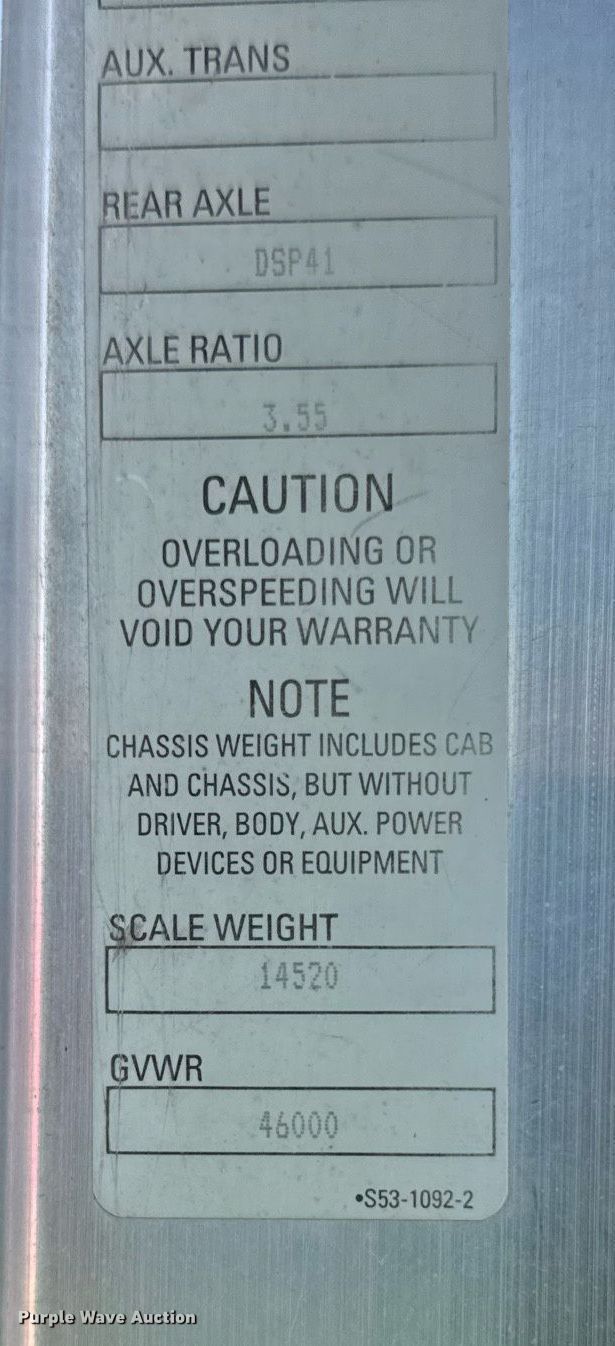 AUX. TRANS
REAR AXLE
DSP41
AXLE RATIO
3.55
CAUTION
OVERLOADING OR
OVERSPEEDING WILL
VOID YOUR WARRANTY
NOTE
CHASSIS WEIGHT INCLUDES CAB
AND CHASSIS, BUT WITHOUT
DRIVER, BODY, AUX. POWER
DEVICES OR EQUIPMENT
SCALE WEIGHT
14520
GVWR
46000
•S53-1092-2
Purple Wave Auction